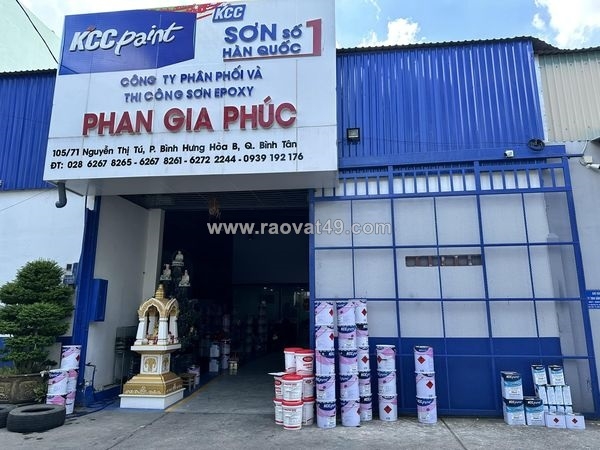 KCC paint
KCC
SƠN SỐ 1
HÀN QUỐC
CÔNG TY PHÂN PHỐI VÀ
THI CÔNG SƠN EPOXY
PHAN GIA PHÚC
105/71 Nguyễn Thị Tú, P. Bình Hưng Hòa B, Q. Bình Tân
ĐT: 028 6267 8265 - 6267 8261 - 6272 2244 - 0939 192 176
www.raovat49.com